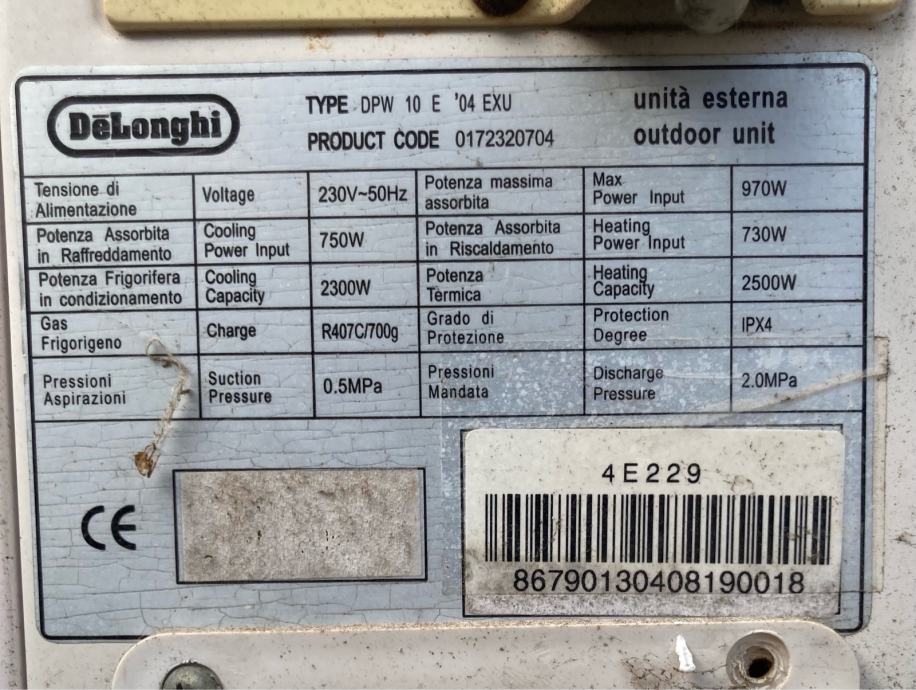 DeLonghi
TYPE DPW 10 E '04 EXU
PRODUCT CODE 0172320704
unità esterna
outdoor unit
Tensione di
Alimentazione
Voltage
230V~50Hz
Potenza massima
assorbita
Max
Power Input
970W
Potenza Assorbita
in Raffreddamento
Cooling
Power Input
750W
Potenza Assorbita
in Riscaldamento
Heating
Power Input
730W
Potenza Frigorifera
in condizionamento
Cooling
Capacity
2300W
Potenza
Tèrmica
Heating
Capacity
2500W
Gas
Frigorigeno
Charge
R407C/700g
Grado di
Protezione
Protection
Degree
IPX4
Pressioni
Aspirazioni
Suction
Pressure
0.5MPa
Pressioni
Mandata
Discharge
Pressure
2.0MPa
CE
4E229
86790130408190018